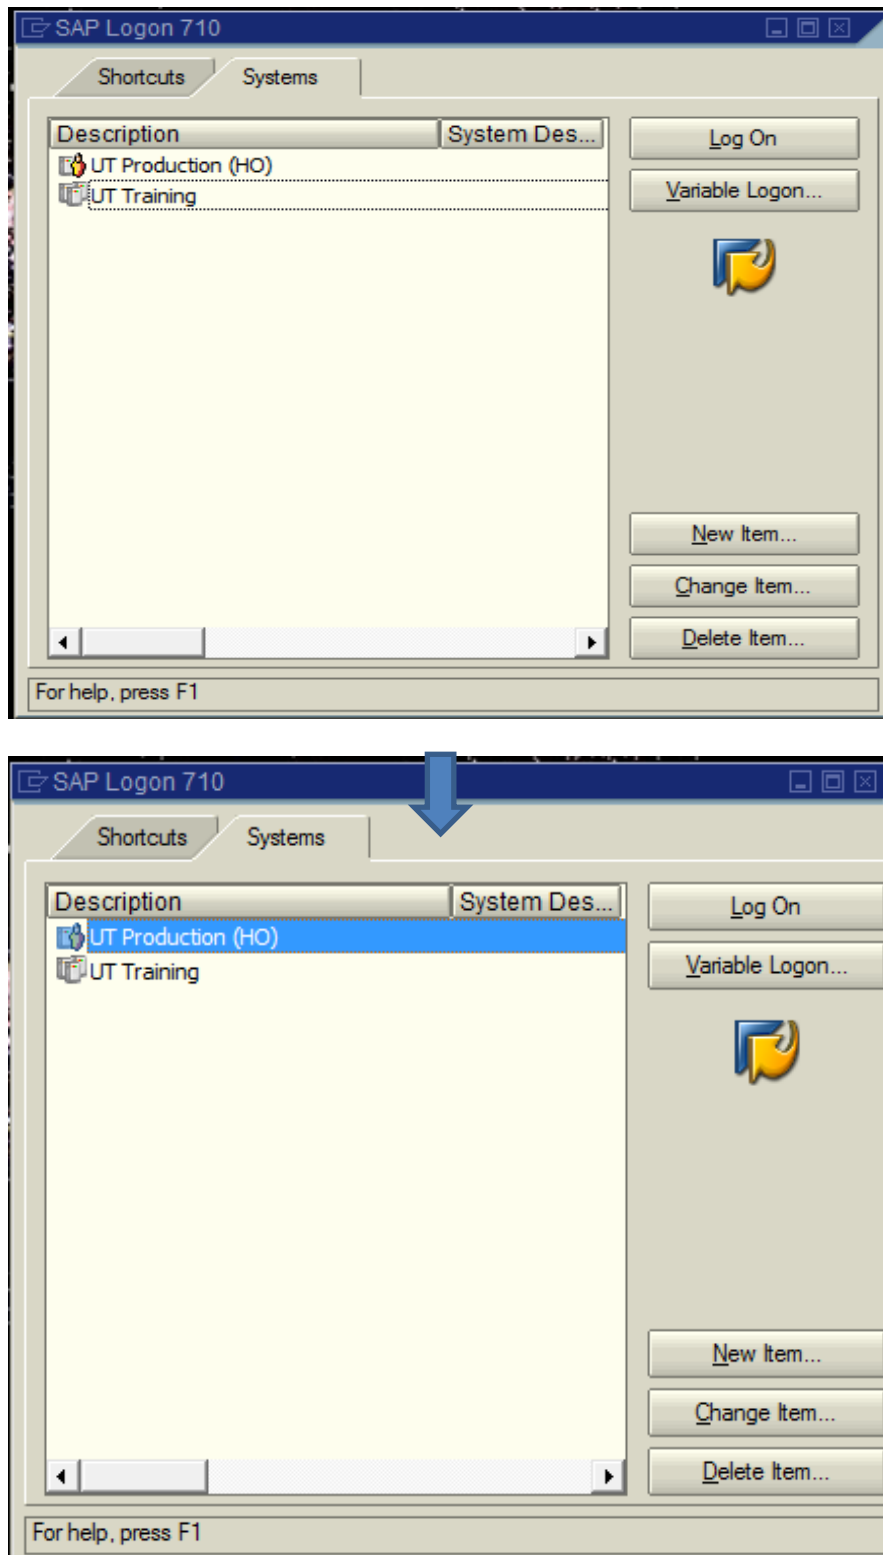 SAP Logon 710
Shortcuts Systems
Description System Des...
Log On
UT Production (HO)
UT Training
Variable Logon...
New Item...
Change Item...
Delete Item...
For help, press F1
SAP Logon 710
Shortcuts Systems
Description System Des...
Log On
UT Production (HO)
UT Training
Variable Logon...
New Item...
Change Item...
Delete Item...
For help, press F1